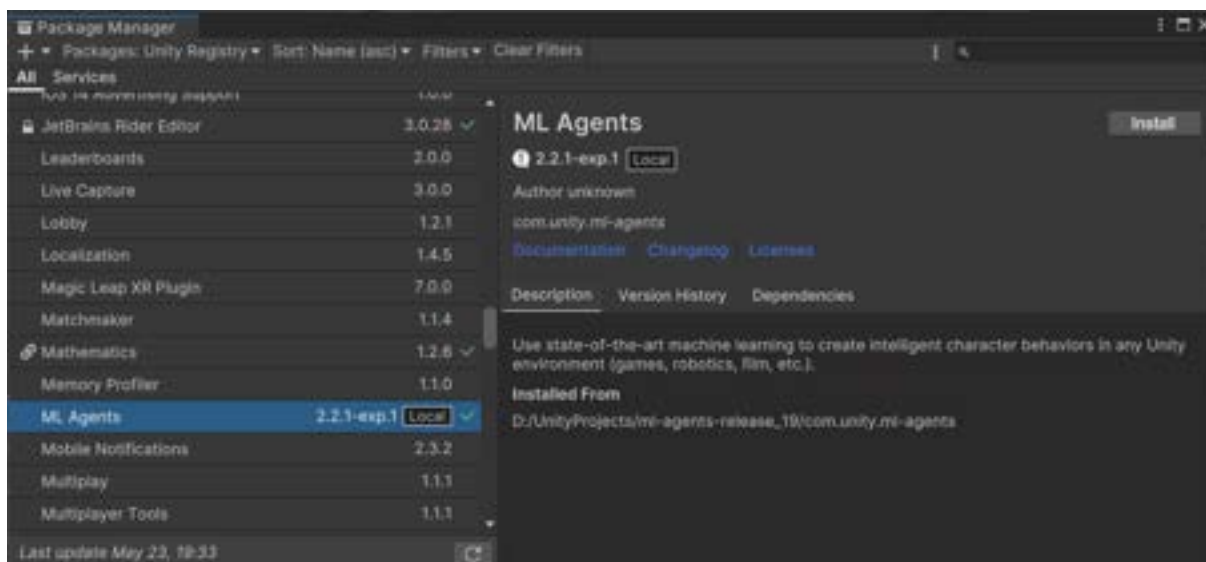 Package Manager
+ Packages: Unity Registry Sort: Name (asc) Filters Clear Filters
All Services
iOS 14 Advertising Support 1.0.0
JetBrains Rider Editor 3.0.28
Leaderboards 2.0.0
Live Capture 3.0.0
Lobby 1.2.1
Localization 1.4.5
Magic Leap XR Plugin 7.0.0
Matchmaker 1.1.4
Mathematics 1.2.6
Memory Profiler 1.1.0
ML Agents 2.2.1-exp.1 Local
Mobile Notifications 2.3.2
Multiplay 1.1.1
Multiplayer Tools 1.1.1
Last update May 23, 19:33
ML Agents
Install
2.2.1-exp.1 Local
Author unknown
com.unity.ml-agents
Documentation Changelog Licenses
Description Version History Dependencies
Use state-of-the-art machine learning to create intelligent character behaviors in any Unity
environment (games, robotics, film, etc.).
Installed From
D:/UnityProjects/ml-agents-release_19/com.unity.ml-agents